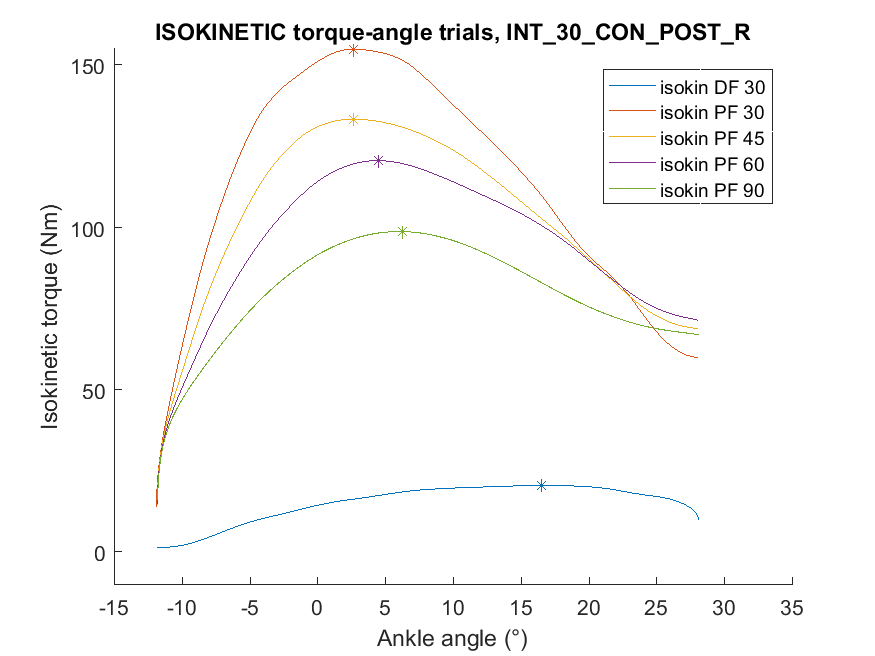 ISOKINETIC torque-angle trials, INT_30_CON_POST_R
150
100
50
0
Isokinetic torque (Nm)
isokin DF 30
isokin PF 30
isokin PF 45
isokin PF 60
isokin PF 90
-15 -10 -5 0 5 10 15 20 25 30 35
Ankle angle (°)